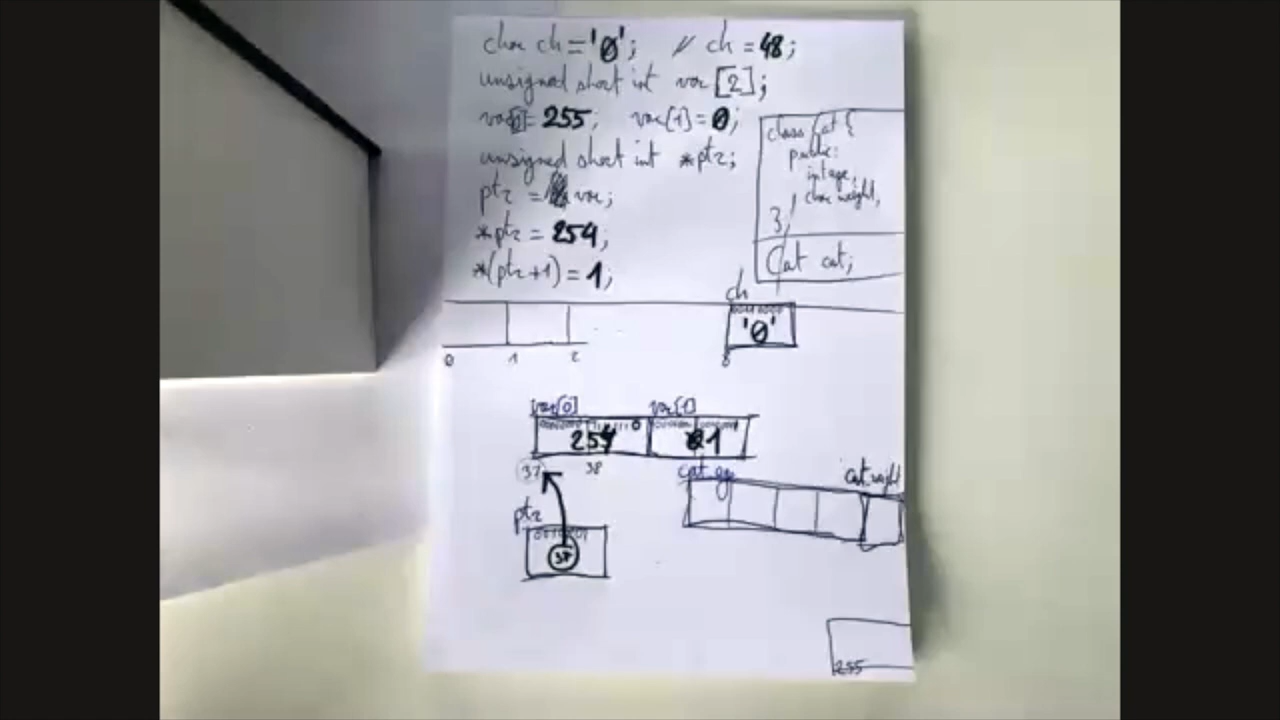 char ch = '0'; // ch = 48;
unsigned short int var[2];
var[0] = 255; var[1] = 0;
unsigned short int *ptr;
ptr = var;
*ptr = 254;
*(ptr+1) = 1;
class Cat {
public:
int age;
char weight;
};
Cat cat;
ch
'0'
0 1 2
var[0] var[1]
254 1
37 38
cat.age cat.weight
ptr
37
255